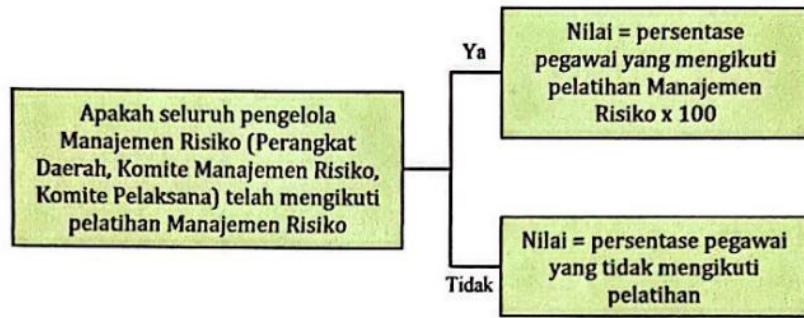 Apakah seluruh pengelola
Manajemen Risiko (Perangkat
Daerah, Komite Manajemen Risiko,
Komite Pelaksana) telah mengikuti
pelatihan Manajemen Risiko
Ya
Nilai = persentase
pegawai yang mengikuti
pelatihan Manajemen
Risiko x 100
Tidak
Nilai = persentase pegawai
yang tidak mengikuti
pelatihan